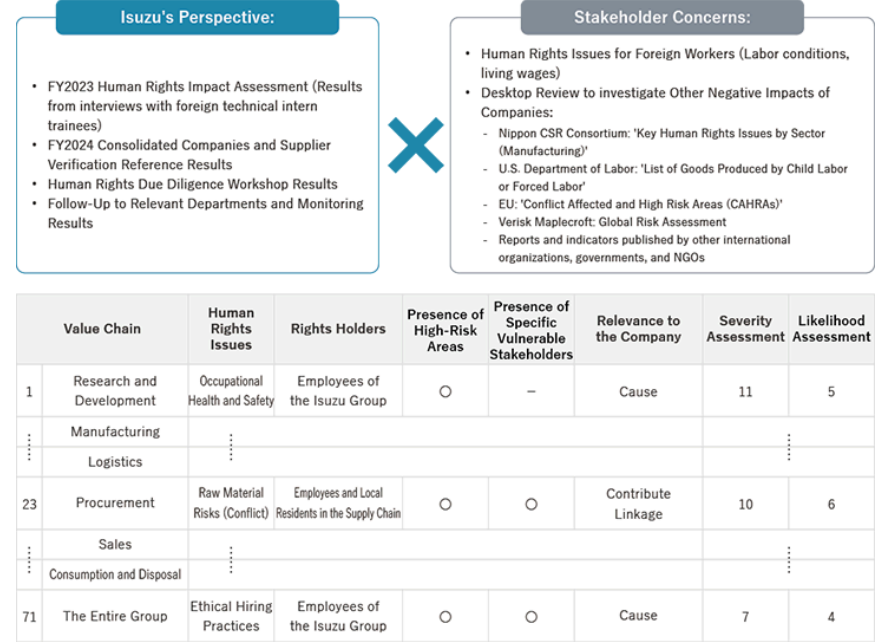 Isuzu's Perspective:
• FY2023 Human Rights Impact Assessment (Results
from interviews with foreign technical intern
trainees)
• FY2024 Consolidated Companies and Supplier
Verification Reference Results
• Human Rights Due Diligence Workshop Results
• Follow-Up to Relevant Departments and Monitoring
Results
Stakeholder Concerns:
• Human Rights Issues for Foreign Workers (Labor conditions,
living wages)
• Desktop Review to investigate Other Negative Impacts of
Companies:
- Nippon CSR Consortium: 'Key Human Rights Issues by Sector
(Manufacturing)'
- U.S. Department of Labor: 'List of Goods Produced by Child Labor
or Forced Labor'
- EU: 'Conflict Affected and High Risk Areas (CAHRAs)'
- Verisk Maplecroft: Global Risk Assessment
- Reports and indicators published by other international
organizations, governments, and NGOs
Value Chain
Human
Rights
Issues
Rights Holders
Presence of
High-Risk
Areas
Presence of
Specific
Vulnerable
Stakeholders
Relevance to
the Company
Severity
Assessment
Likelihood
Assessment
1
Research and
Development
Occupational
Health and Safety
Employees of
the Isuzu Group
○
–
Cause
11
5
Manufacturing
Logistics
23
Procurement
Raw Material
Risks (Conflict)
Employees and Local
Residents in the Supply Chain
○
○
Contribute
Linkage
10
6
Sales
Consumption and Disposal
71
The Entire Group
Ethical Hiring
Practices
Employees of
the Isuzu Group
○
○
Cause
7
4